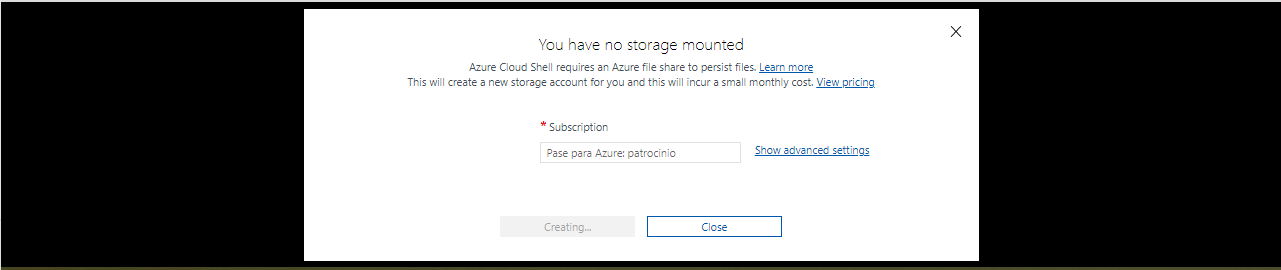 You have no storage mounted
Azure Cloud Shell requires an Azure file share to persist files. Learn more
This will create a new storage account for you and this will incur a small monthly cost. View pricing
* Subscription
Pase para Azure: patrocinio
Show advanced settings
Creating...
Close